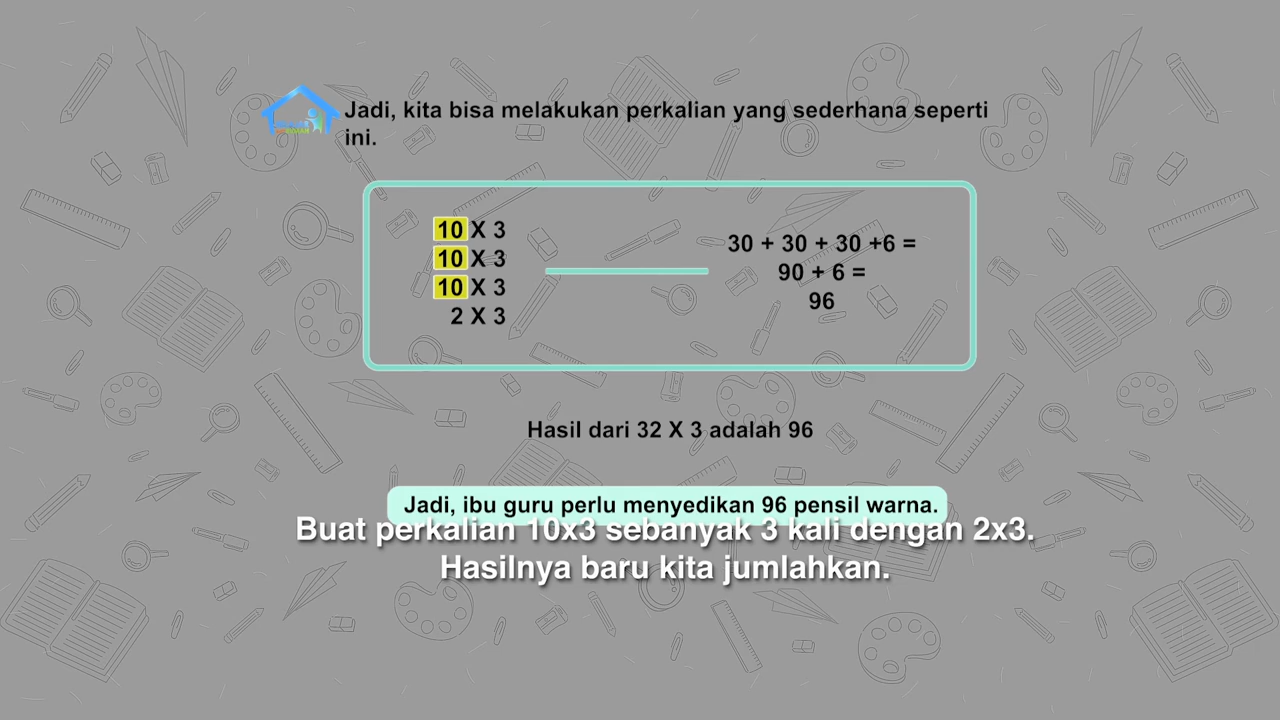 Jadi, kita bisa melakukan perkalian yang sederhana seperti
ini.
10 X 3
10 X 3
10 X 3
2 X 3
30 + 30 + 30 +6 =
90 + 6 =
96
Hasil dari 32 X 3 adalah 96
Jadi, ibu guru perlu menyedikan 96 pensil warna.
Buat perkalian 10x3 sebanyak 3 kali dengan 2x3.
Hasilnya baru kita jumlahkan.